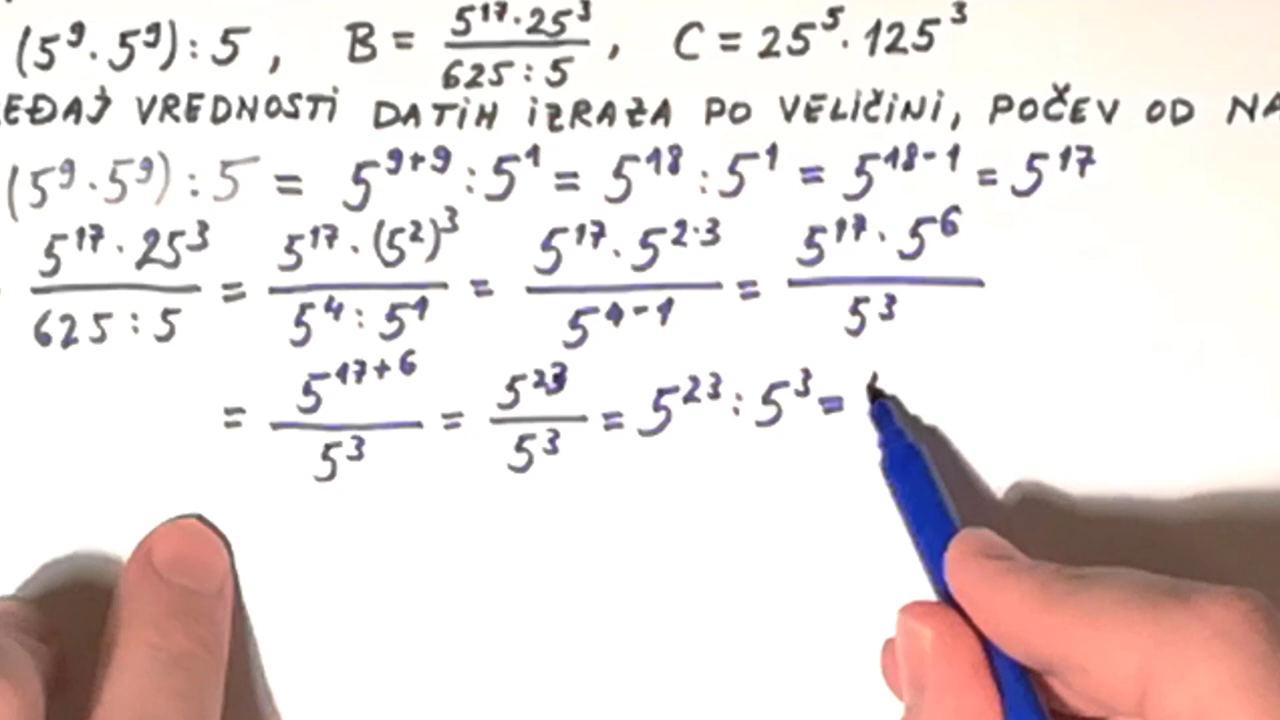 (5⁹·5⁹):5, B = 5¹⁷·25³ / 625:5, C = 25⁵·125³
VREDNOSTI DATIH IZRAZA PO VELIČINI, POČEV OD
(5⁹·5⁹):5 = 5⁹⁺⁹:5¹ = 5¹⁸:5¹ = 5¹⁸⁻¹ = 5¹⁷
5¹⁷·25³ / 625:5 = 5¹⁷·(5²)³ / 5⁴:5¹ = 5¹⁷·5²·³ / 5⁴⁻¹ = 5¹⁷·5⁶ / 5³
= 5¹⁷⁺⁶ / 5³ = 5²³ / 5³ = 5²³:5³ =